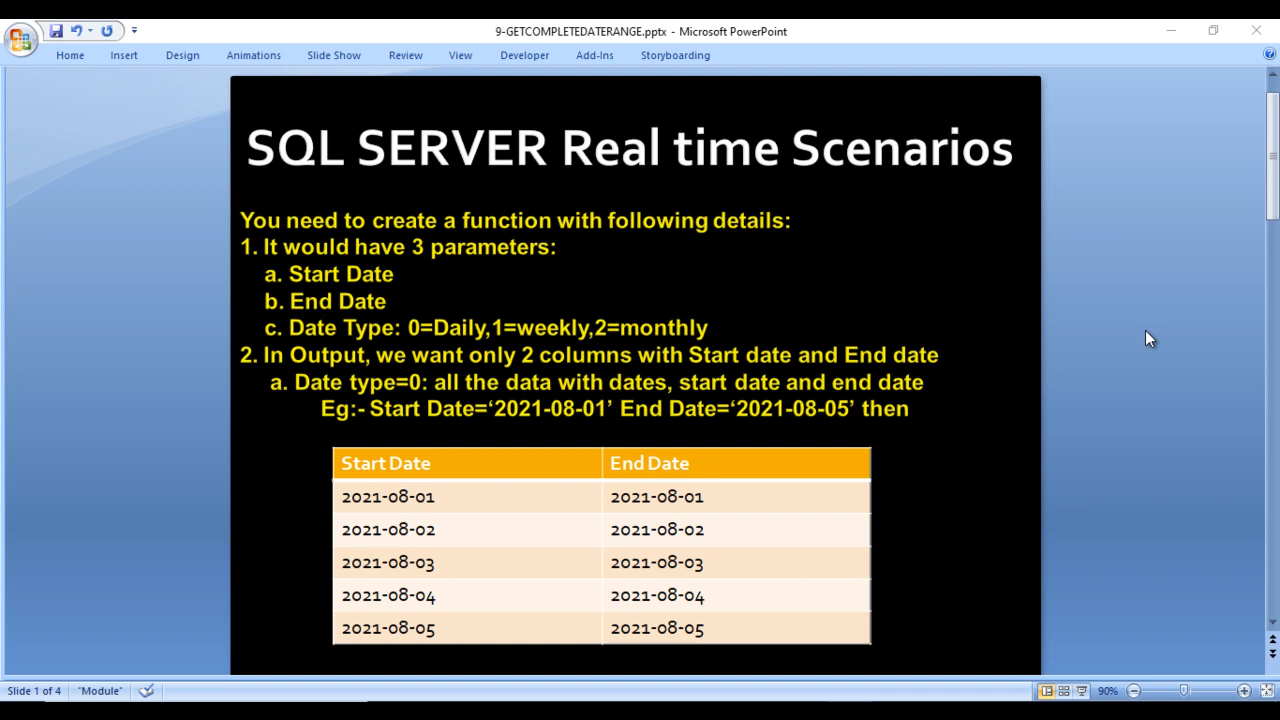 9-GETCOMPLETEDATERANGE.pptx - Microsoft PowerPoint
Home Insert Design Animations Slide Show Review View Developer Add-Ins Storyboarding
SQL SERVER Real time Scenarios
You need to create a function with following details:
1. It would have 3 parameters:
a. Start Date
b. End Date
c. Date Type: 0=Daily,1=weekly,2=monthly
2. In Output, we want only 2 columns with Start date and End date
a. Date type=0: all the data with dates, start date and end date
Eg:- Start Date=‘2021-08-01’ End Date=‘2021-08-05’ then
Start Date End Date
2021-08-01 2021-08-01
2021-08-02 2021-08-02
2021-08-03 2021-08-03
2021-08-04 2021-08-04
2021-08-05 2021-08-05
Slide 1 of 4 "Module" 90%